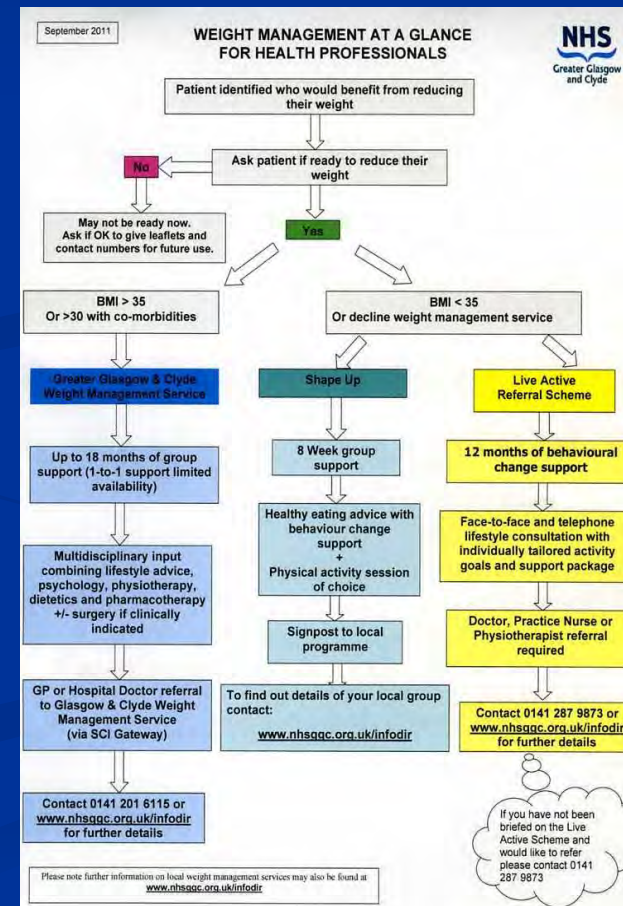 September 2011
WEIGHT MANAGEMENT AT A GLANCE
FOR HEALTH PROFESSIONALS
NHS
Greater Glasgow
and Clyde
Patient identified who would benefit from reducing
their weight
Ask patient if ready to reduce their
weight
No
May not be ready now.
Ask if OK to give leaflets and
contact numbers for future use.
Yes
BMI > 35
Or >30 with co-morbidities
BMI < 35
Or decline weight management service
Greater Glasgow & Clyde
Weight Management Service
Up to 18 months of group
support (1-to-1 support limited
availability)
Multidisciplinary input
combining lifestyle advice,
psychology, physiotherapy,
dietetics and pharmacotherapy
+/- surgery if clinically
indicated
GP or Hospital Doctor referral
to Glasgow & Clyde Weight
Management Service
(via SCI Gateway)
Contact 0141 201 6115 or
www.nhsggc.org.uk/infodir
for further details
Shape Up
8 Week group
support
Healthy eating advice with
behaviour change
support
+
Physical activity session
of choice
Signpost to local
programme
To find out details of your local group
contact:
www.nhsggc.org.uk/infodir
Live Active
Referral Scheme
12 months of behavioural
change support
Face-to-face and telephone
lifestyle consultation with
individually tailored activity
goals and support package
Doctor, Practice Nurse or
Physiotherapist referral
required
Contact 0141 287 9873 or
www.nhsggc.org.uk/infodir
for further details
If you have not been
briefed on the Live
Active Scheme and
would like to refer
please contact 0141
287 9873
Please note further information on local weight management services may also be found at
www.nhsggc.org.uk/infodir